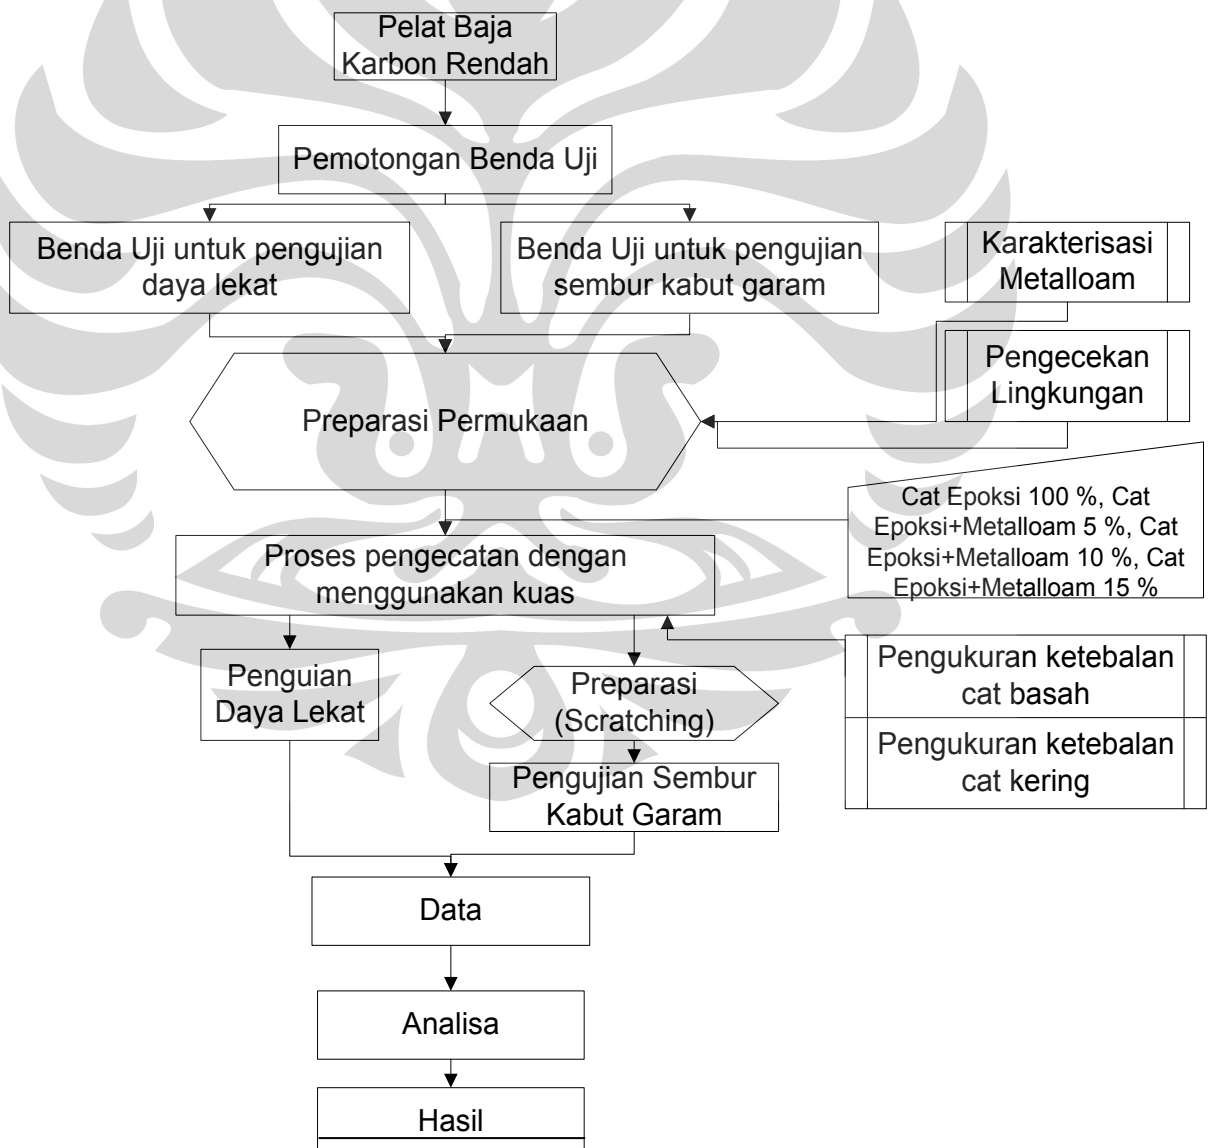 Pelat Baja
Karbon Rendah
Pemotongan Benda Uji
Benda Uji untuk pengujian
daya lekat
Benda Uji untuk pengujian
sembur kabut garam
Karakterisasi
Metalloam
Pengecekan
Lingkungan
Preparasi Permukaan
Cat Epoksi 100 %, Cat
Epoksi+Metalloam 5 %, Cat
Epoksi+Metalloam 10 %, Cat
Epoksi+Metalloam 15 %
Proses pengecatan dengan
menggunakan kuas
Penguian
Daya Lekat
Preparasi
(Scratching)
Pengukuran ketebalan
cat basah
Pengukuran ketebalan
cat kering
Pengujian Sembur
Kabut Garam
Data
Analisa
Hasil